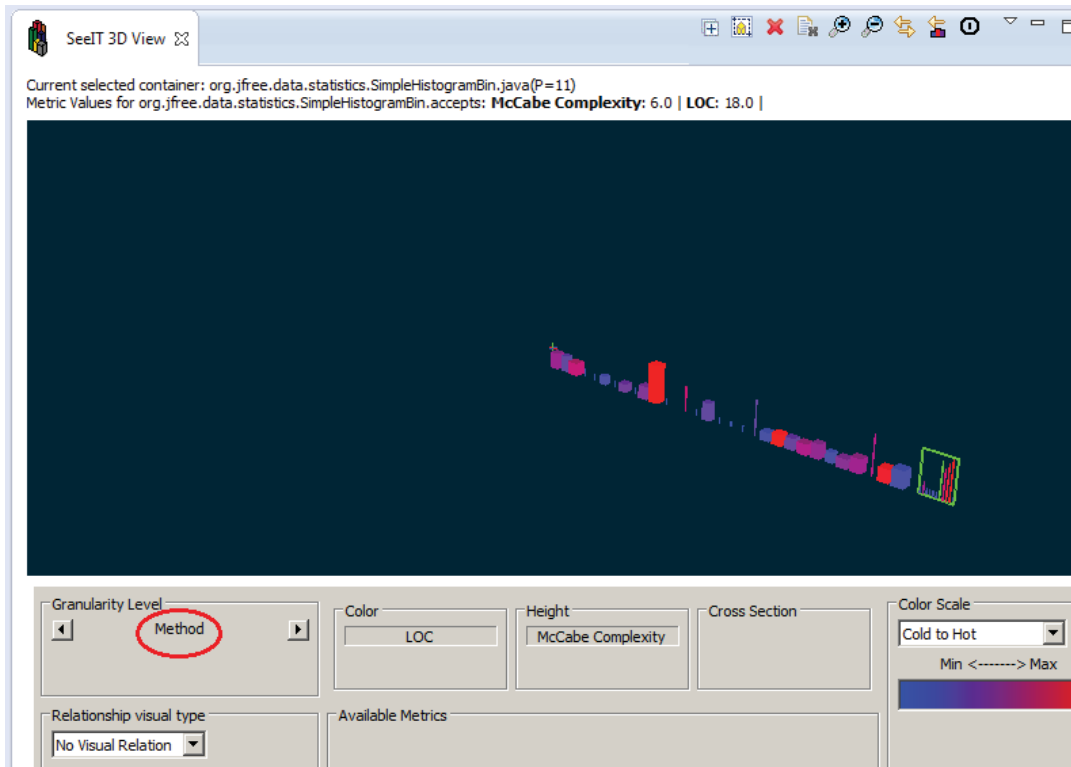 SeeIT 3D View
Current selected container: org.jfree.data.statistics.SimpleHistogramBin.java(P=11)
Metric Values for org.jfree.data.statistics.SimpleHistogramBin.accepts: McCabe Complexity: 6.0 | LOC: 18.0 |
Granularity Level
Method
Color
LOC
Height
McCabe Complexity
Cross Section
Color Scale
Cold to Hot
Min <-------> Max
Relationship visual type
No Visual Relation
Available Metrics